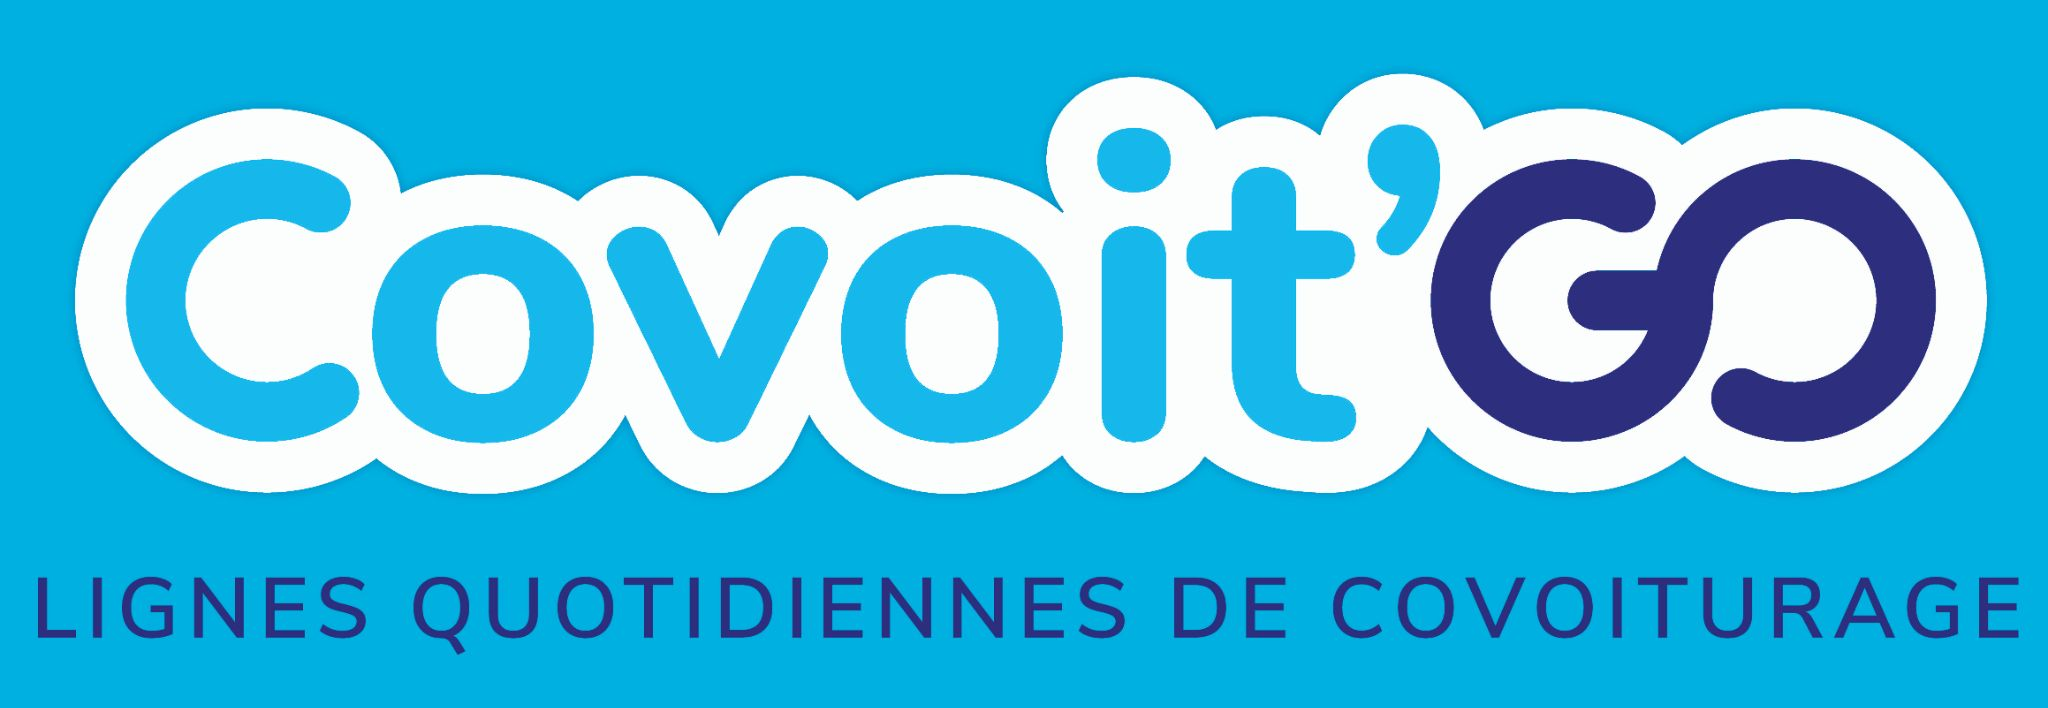 Covoit'GO
LIGNES QUOTIDIENNES DE COVOITURAGE